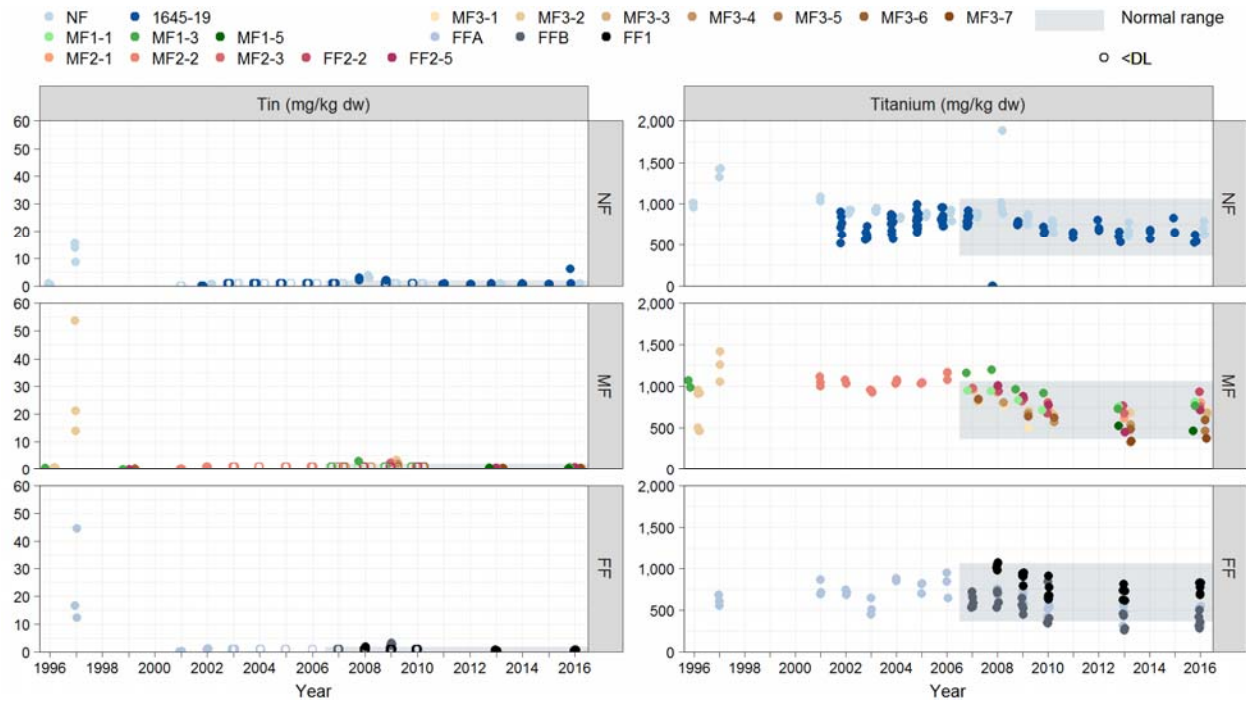 NF 1645-19 MF3-1 MF3-2 MF3-3 MF3-4 MF3-5 MF3-6 MF3-7 Normal range
MF1-1 MF1-3 MF1-5 FFA FFB FF1
MF2-1 MF2-2 MF2-3 FF2-2 FF2-5 <DL
Tin (mg/kg dw) Titanium (mg/kg dw)
60 2,000
50
1,500
40
30 NF 1,000 NF
20
500
10
0 0
60 2,000
50
1,500
40
30 MF 1,000 MF
20
500
10
0 0
60 2,000
50
1,500
40
30 FF 1,000 FF
20
500
10
0 0
1996 1998 2000 2002 2004 2006 2008 2010 2012 2014 2016 1996 1998 2000 2002 2004 2006 2008 2010 2012 2014 2016
Year Year